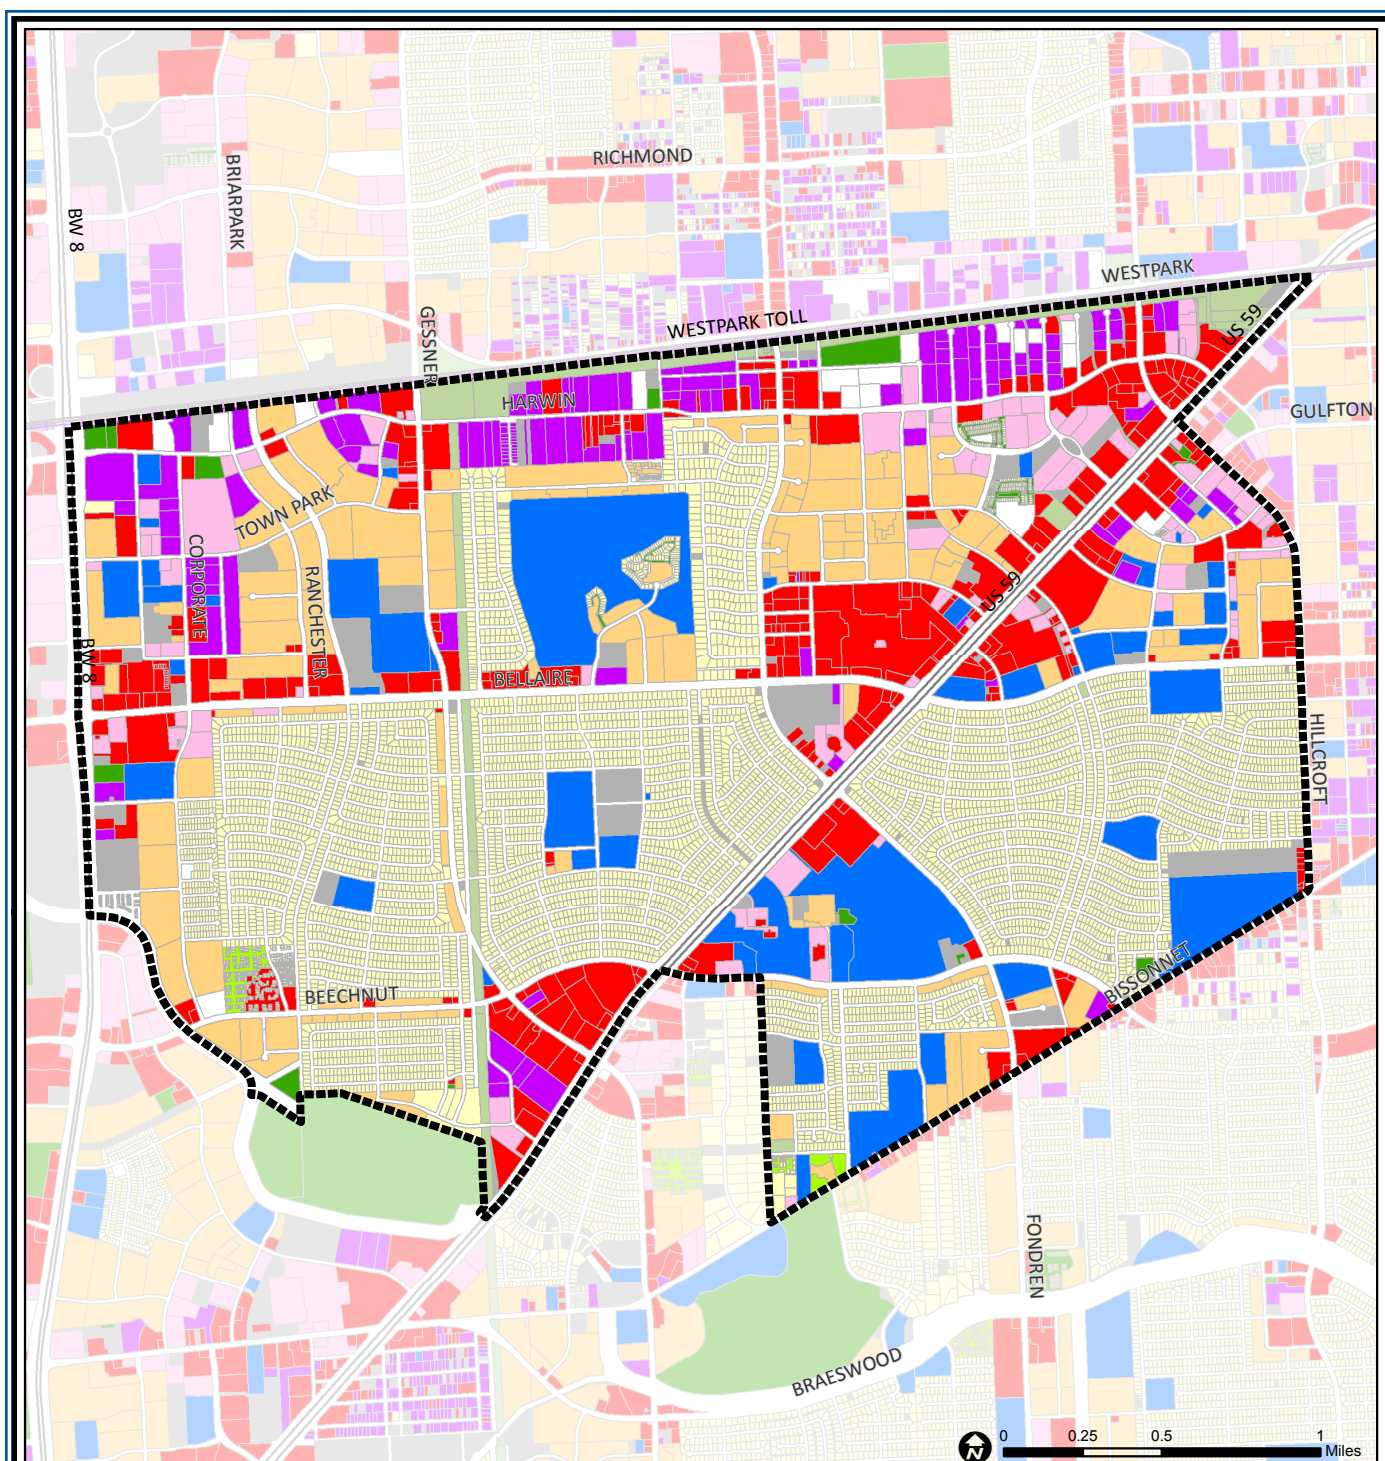 RICHMOND
BRIARPARK
BW 8
WESTPARK
WESTPARK TOLL
US 59
GESSNER
HARWIN
GULFTON
TOWN PARK
CORPORATE
RANCHESTER
US 59
BW 8
BELLAIRE
HILLCROFT
BEECHNUT
BISSONNET
FONDREN
BRAESWOOD
N
0 0.25 0.5 1
Miles